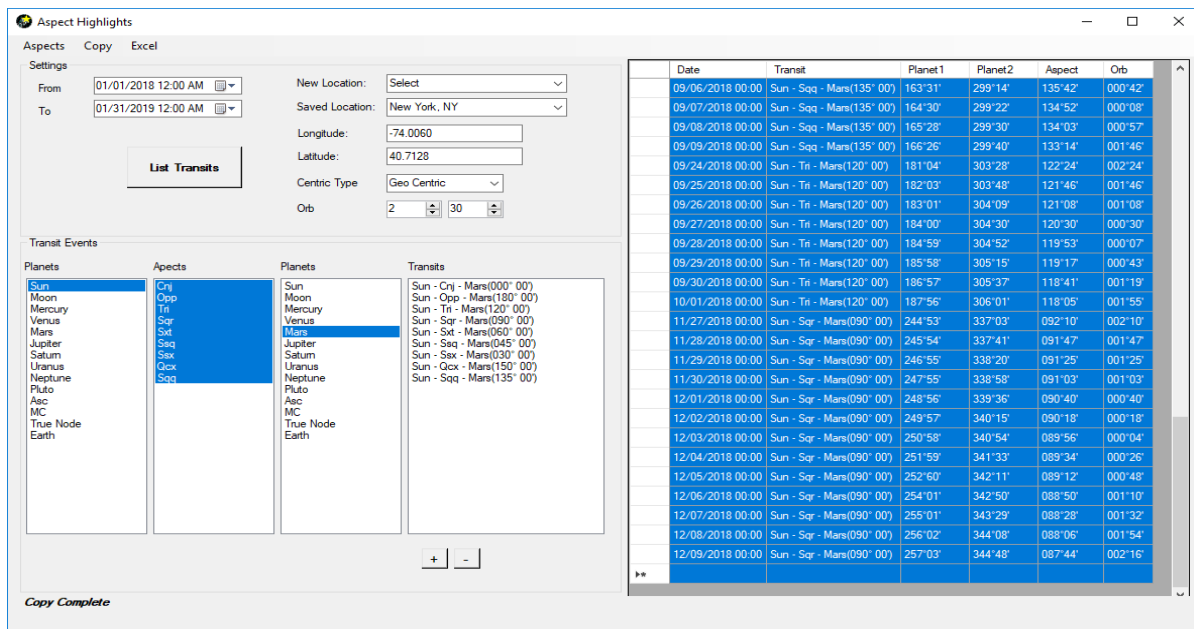 Aspect Highlights
Aspects Copy Excel
Settings
From 01/01/2018 12:00 AM
To 01/31/2019 12:00 AM
List Transits
New Location: Select
Saved Location: New York, NY
Longitude: -74.0060
Latitude: 40.7128
Centric Type Geo Centric
Orb 2 30
Transit Events
Planets
Sun
Moon
Mercury
Venus
Mars
Jupiter
Saturn
Uranus
Neptune
Pluto
Asc
MC
True Node
Earth
Apects
Cnj
Opp
Tri
Sqr
Sxt
Ssq
Ssx
Qcx
Sqq
Planets
Sun
Moon
Mercury
Venus
Mars
Jupiter
Saturn
Uranus
Neptune
Pluto
Asc
MC
True Node
Earth
Transits
Sun - Cnj - Mars(000° 00')
Sun - Opp - Mars(180° 00')
Sun - Tri - Mars(120° 00')
Sun - Sqr - Mars(090° 00')
Sun - Sxt - Mars(060° 00')
Sun - Ssq - Mars(045° 00')
Sun - Ssx - Mars(030° 00')
Sun - Qcx - Mars(150° 00')
Sun - Sqq - Mars(135° 00')
+ -
Copy Complete
Date Transit Planet1 Planet2 Aspect Orb
09/06/2018 00:00 Sun - Sqq - Mars(135° 00') 163°31' 299°14' 135°42' 000°42'
09/07/2018 00:00 Sun - Sqq - Mars(135° 00') 164°30' 299°22' 134°52' 000°08'
09/08/2018 00:00 Sun - Sqq - Mars(135° 00') 165°28' 299°30' 134°03' 000°57'
09/09/2018 00:00 Sun - Sqq - Mars(135° 00') 166°26' 299°40' 133°14' 001°46'
09/24/2018 00:00 Sun - Tri - Mars(120° 00') 181°04' 303°28' 122°24' 002°24'
09/25/2018 00:00 Sun - Tri - Mars(120° 00') 182°03' 303°48' 121°46' 001°46'
09/26/2018 00:00 Sun - Tri - Mars(120° 00') 183°01' 304°09' 121°08' 001°08'
09/27/2018 00:00 Sun - Tri - Mars(120° 00') 184°00' 304°30' 120°30' 000°30'
09/28/2018 00:00 Sun - Tri - Mars(120° 00') 184°59' 304°52' 119°53' 000°07'
09/29/2018 00:00 Sun - Tri - Mars(120° 00') 185°58' 305°15' 119°17' 000°43'
09/30/2018 00:00 Sun - Tri - Mars(120° 00') 186°57' 305°37' 118°41' 001°19'
10/01/2018 00:00 Sun - Tri - Mars(120° 00') 187°56' 306°01' 118°05' 001°55'
11/27/2018 00:00 Sun - Sqr - Mars(090° 00') 244°53' 337°03' 092°10' 002°10'
11/28/2018 00:00 Sun - Sqr - Mars(090° 00') 245°54' 337°41' 091°47' 001°47'
11/29/2018 00:00 Sun - Sqr - Mars(090° 00') 246°55' 338°20' 091°25' 001°25'
11/30/2018 00:00 Sun - Sqr - Mars(090° 00') 247°55' 338°58' 091°03' 001°03'
12/01/2018 00:00 Sun - Sqr - Mars(090° 00') 248°56' 339°36' 090°40' 000°40'
12/02/2018 00:00 Sun - Sqr - Mars(090° 00') 249°57' 340°15' 090°18' 000°18'
12/03/2018 00:00 Sun - Sqr - Mars(090° 00') 250°58' 340°54' 089°56' 000°04'
12/04/2018 00:00 Sun - Sqr - Mars(090° 00') 251°59' 341°33' 089°34' 000°26'
12/05/2018 00:00 Sun - Sqr - Mars(090° 00') 252°60' 342°11' 089°12' 000°48'
12/06/2018 00:00 Sun - Sqr - Mars(090° 00') 254°01' 342°50' 088°50' 001°10'
12/07/2018 00:00 Sun - Sqr - Mars(090° 00') 255°01' 343°29' 088°28' 001°32'
12/08/2018 00:00 Sun - Sqr - Mars(090° 00') 256°02' 344°08' 088°06' 001°54'
12/09/2018 00:00 Sun - Sqr - Mars(090° 00') 257°03' 344°48' 087°44' 002°16'